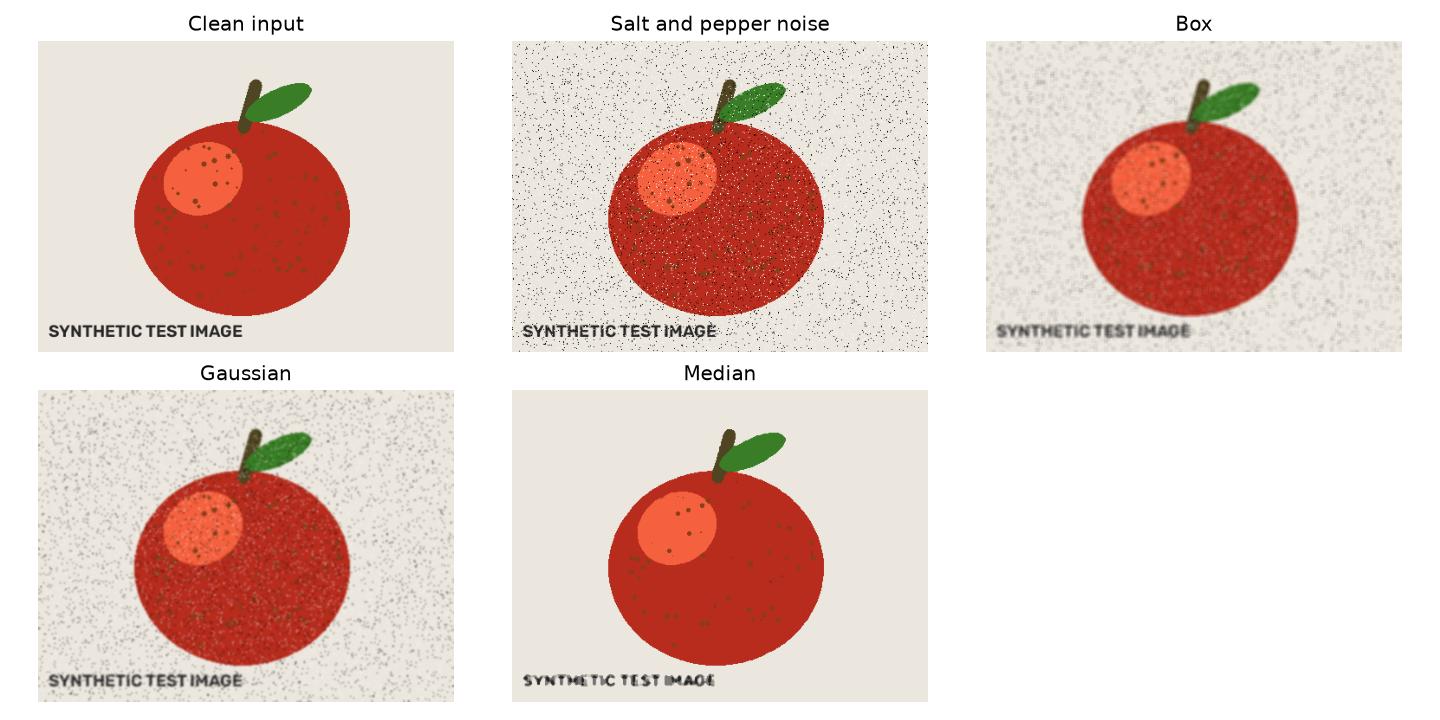 Clean input
Salt and pepper noise
Box
SYNTHETIC TEST IMAGE
SYNTHETIC TEST IMAGE
SYNTHETIC TEST IMAGE
Gaussian
Median
SYNTHETIC TEST IMAGE
SYNTHETIC TEST IMAGE